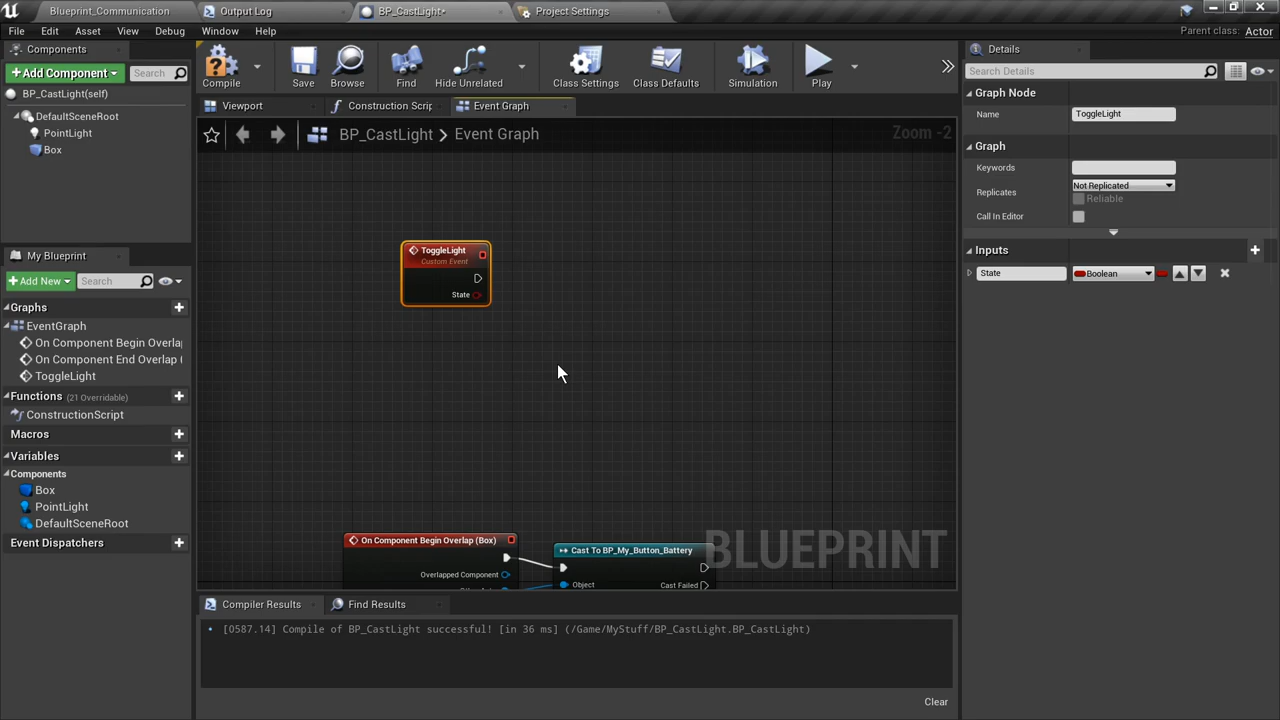 Blueprint_Communication
Output Log
BP_CastLight•
Project Settings
File
Edit
Asset
View
Debug
Window
Help
Parent class: Actor
Components
Add Component
Search
BP_CastLight(self)
DefaultSceneRoot
PointLight
Box
Compile
Save
Browse
Find
Hide Unrelated
Class Settings
Class Defaults
Simulation
Play
Viewport
Construction Scrip
Event Graph
BP_CastLight > Event Graph
Zoom -2
My Blueprint
Add New
Search
Graphs
EventGraph
On Component Begin Overla
On Component End Overlap (
ToggleLight
Functions (21 Overridable)
ConstructionScript
Macros
Variables
Components
Box
PointLight
DefaultSceneRoot
Event Dispatchers
ToggleLight
Custom Event
State
On Component Begin Overlap (Box)
Overlapped Component
Cast To BP_My_Button_Battery
Object
Cast Failed
BLUEPRINT
Compiler Results
Find Results
[0587.14] Compile of BP_CastLight successful! [in 36 ms] (/Game/MyStuff/BP_CastLight.BP_CastLight)
Clear
Details
Search Details
Graph Node
Name
ToggleLight
Graph
Keywords
Replicates
Not Replicated
Reliable
Call In Editor
Inputs
State
Boolean